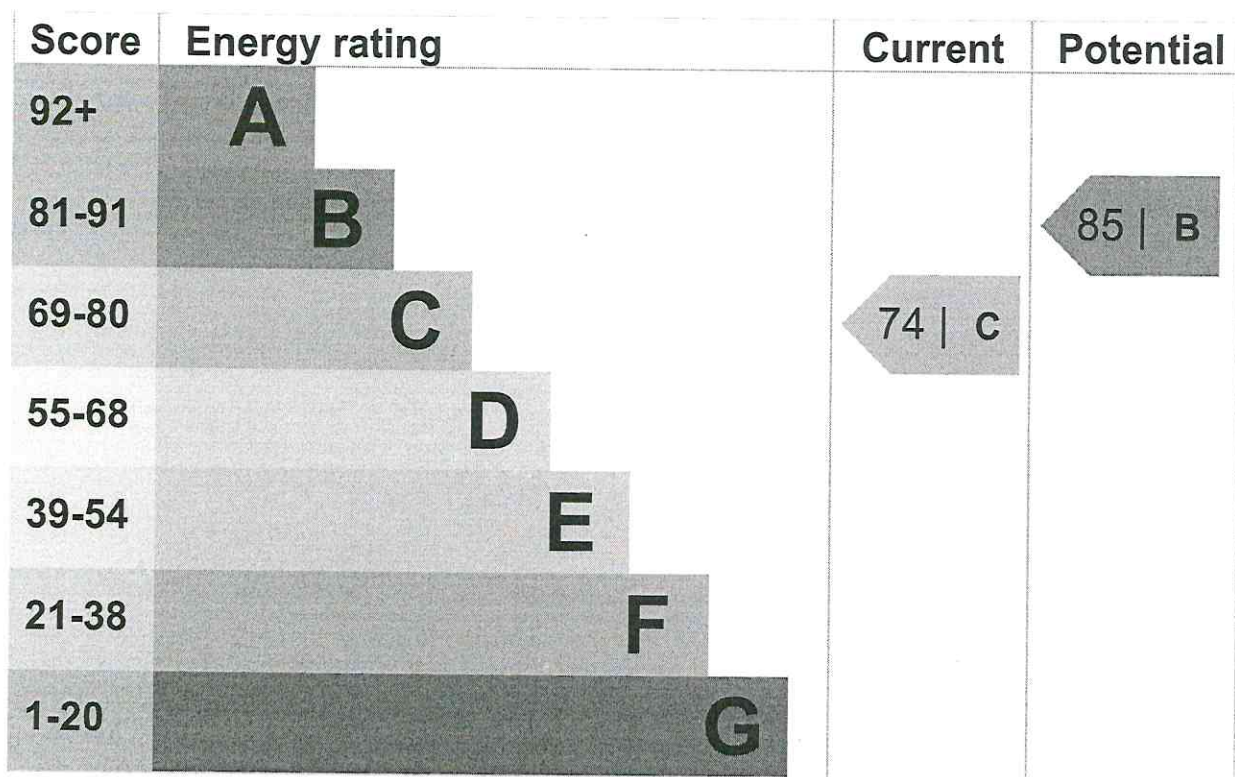 Score Energy rating Current Potential
92+ A
81-91 B 85 | B
69-80 C 74 | C
55-68 D
39-54 E
21-38 F
1-20 G